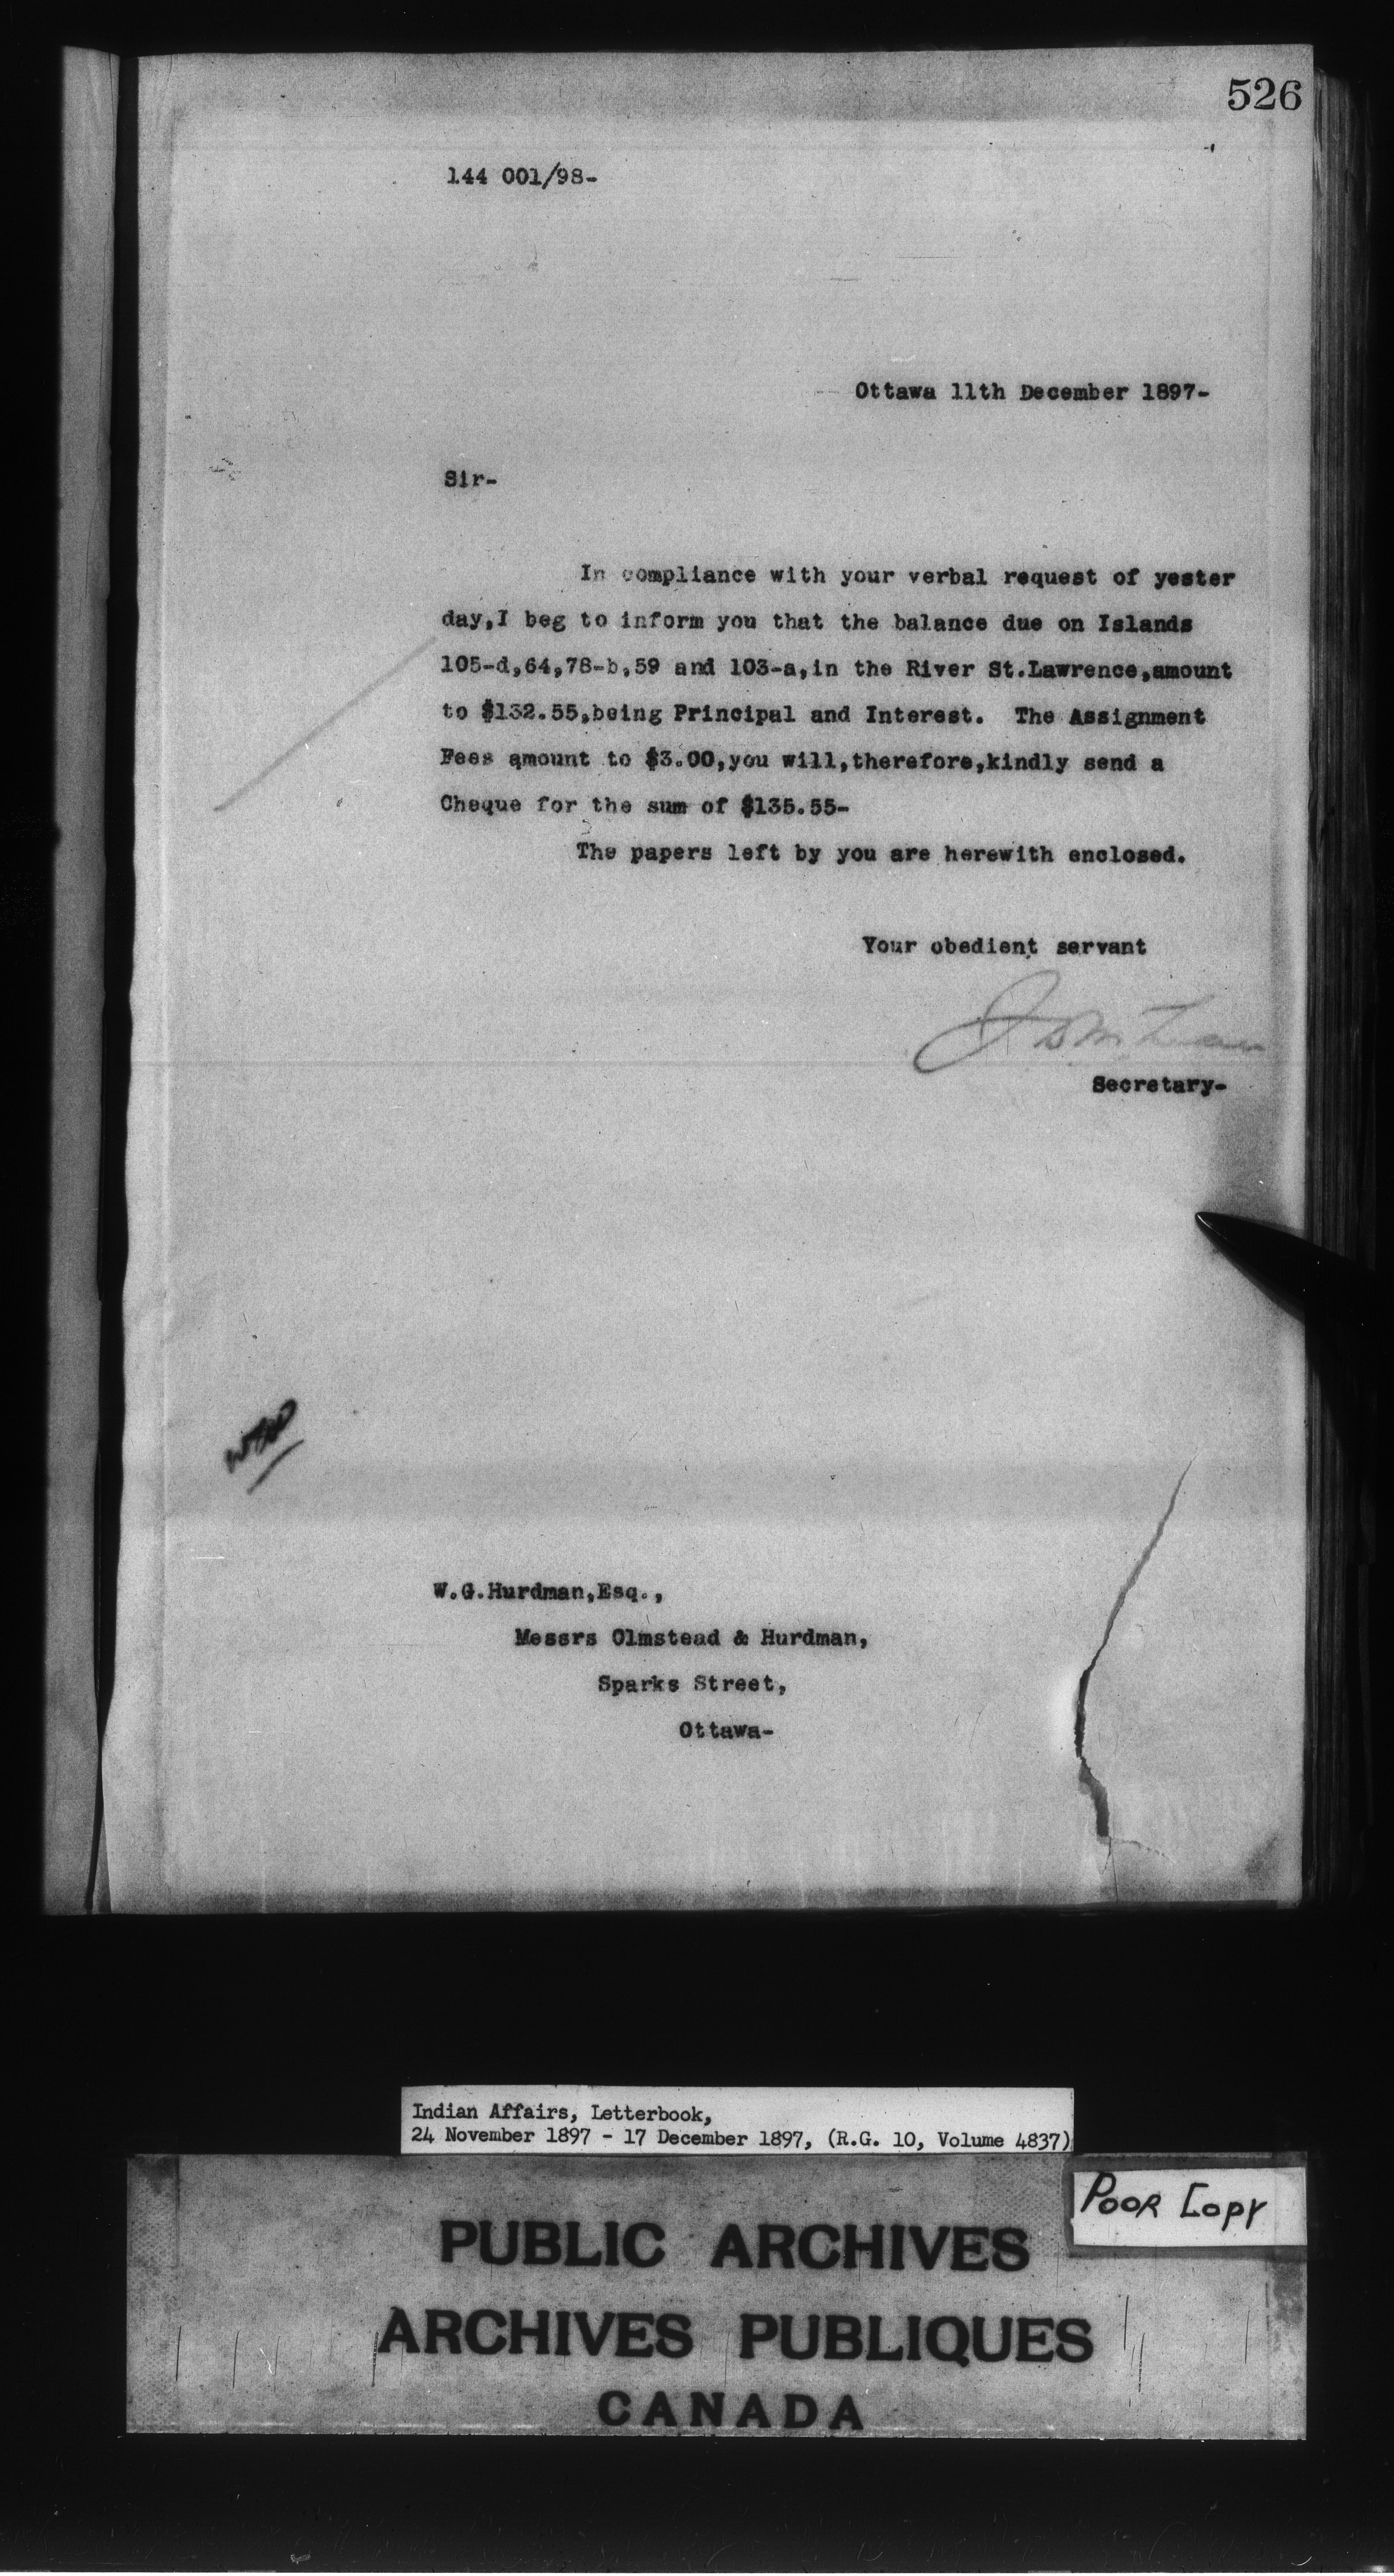 526
144 001/98-
Ottawa 11th December 1897-
Sir-
In compliance with your verbal request of yester
day,I beg to inform you that the balance due on Islands
105-d,64,78-b,59 and 103-a,in the River St.Lawrence,amount
to $132.55,being Principal and Interest. The Assignment
Fees amount to $3.00,you will,therefore,kindly send a
Cheque for the sum of $135.55-
The papers left by you are herewith enclosed.
Your obedient servant
Secretary-
W.G.Hurdman,Esq.,
Messrs Olmstead & Hurdman,
Sparks Street,
Ottawa-
Indian Affairs, Letterbook,
24 November 1897 - 17 December 1897, (R.G. 10, Volume 4837)
POOR COPY
PUBLIC ARCHIVES
ARCHIVES PUBLIQUES
CANADA